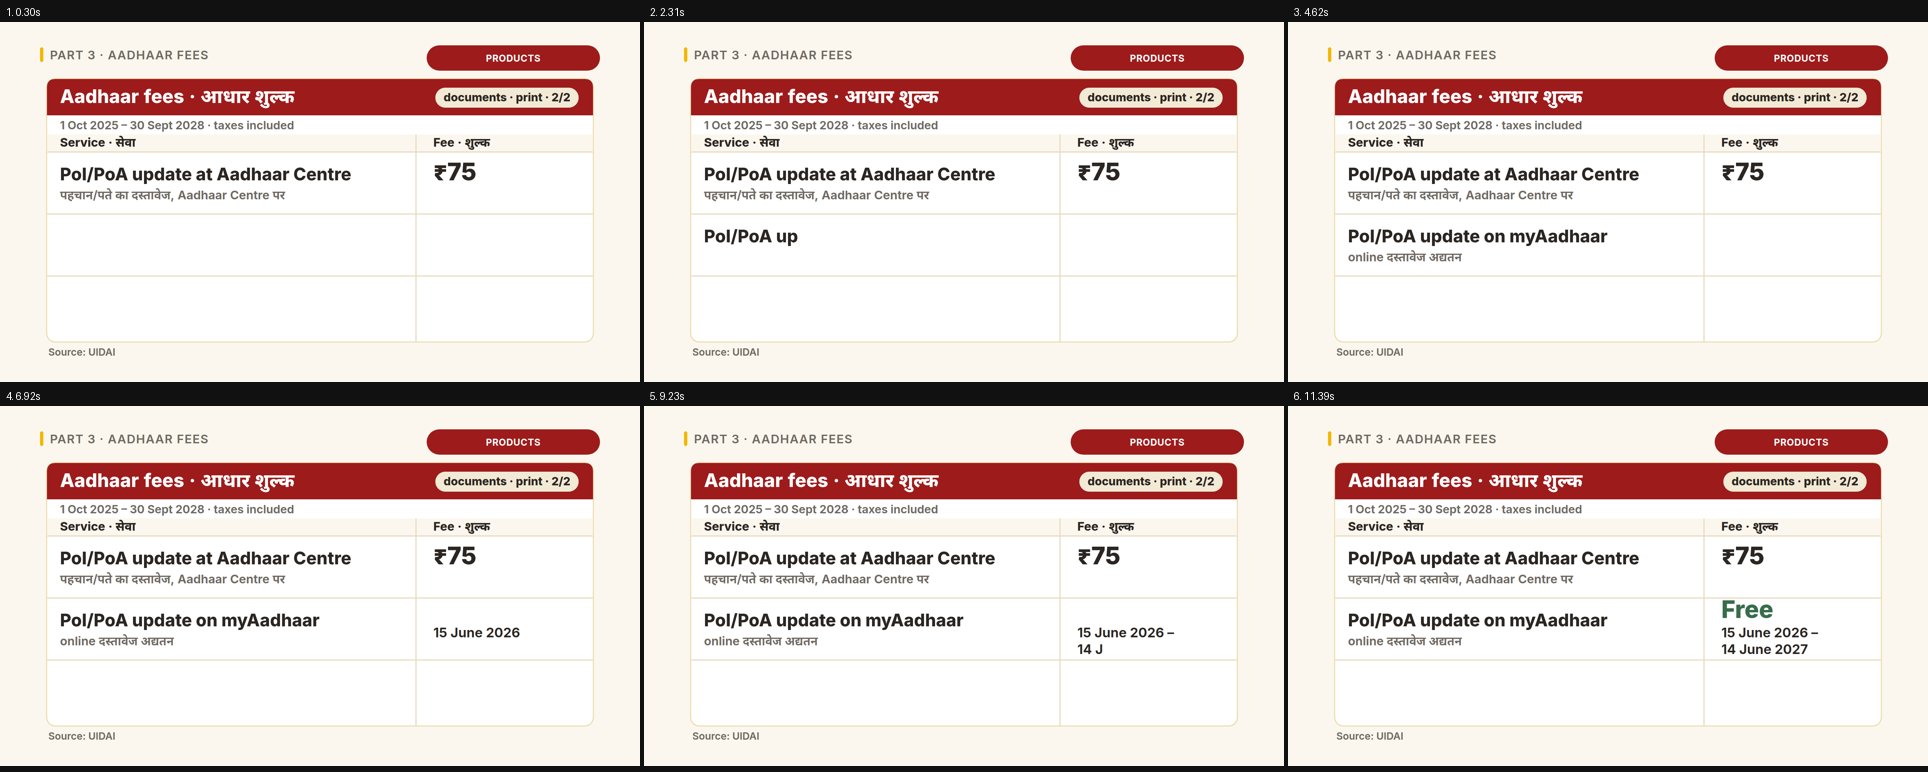 1. 0.30s
PART 3 · AADHAAR FEES
PRODUCTS
Aadhaar fees · आधार शुल्क
documents · print · 2/2
1 Oct 2025 – 30 Sept 2028 · taxes included
Service · सेवा
Fee · शुल्क
PoI/PoA update at Aadhaar Centre
₹75
पहचान/पते का दस्तावेज, Aadhaar Centre पर
Source: UIDAI
2. 2.31s
PART 3 · AADHAAR FEES
PRODUCTS
Aadhaar fees · आधार शुल्क
documents · print · 2/2
1 Oct 2025 – 30 Sept 2028 · taxes included
Service · सेवा
Fee · शुल्क
PoI/PoA update at Aadhaar Centre
₹75
पहचान/पते का दस्तावेज, Aadhaar Centre पर
PoI/PoA up
Source: UIDAI
3. 4.62s
PART 3 · AADHAAR FEES
PRODUCTS
Aadhaar fees · आधार शुल्क
documents · print · 2/2
1 Oct 2025 – 30 Sept 2028 · taxes included
Service · सेवा
Fee · शुल्क
PoI/PoA update at Aadhaar Centre
₹75
पहचान/पते का दस्तावेज, Aadhaar Centre पर
PoI/PoA update on myAadhaar
online दस्तावेज अद्यतन
Source: UIDAI
4. 6.92s
PART 3 · AADHAAR FEES
PRODUCTS
Aadhaar fees · आधार शुल्क
documents · print · 2/2
1 Oct 2025 – 30 Sept 2028 · taxes included
Service · सेवा
Fee · शुल्क
PoI/PoA update at Aadhaar Centre
₹75
पहचान/पते का दस्तावेज, Aadhaar Centre पर
PoI/PoA update on myAadhaar
online दस्तावेज अद्यतन
15 June 2026
Source: UIDAI
5. 9.23s
PART 3 · AADHAAR FEES
PRODUCTS
Aadhaar fees · आधार शुल्क
documents · print · 2/2
1 Oct 2025 – 30 Sept 2028 · taxes included
Service · सेवा
Fee · शुल्क
PoI/PoA update at Aadhaar Centre
₹75
पहचान/पते का दस्तावेज, Aadhaar Centre पर
PoI/PoA update on myAadhaar
online दस्तावेज अद्यतन
15 June 2026 –
14 J
Source: UIDAI
6. 11.39s
PART 3 · AADHAAR FEES
PRODUCTS
Aadhaar fees · आधार शुल्क
documents · print · 2/2
1 Oct 2025 – 30 Sept 2028 · taxes included
Service · सेवा
Fee · शुल्क
PoI/PoA update at Aadhaar Centre
₹75
पहचान/पते का दस्तावेज, Aadhaar Centre पर
PoI/PoA update on myAadhaar
online दस्तावेज अद्यतन
Free
15 June 2026 –
14 June 2027
Source: UIDAI